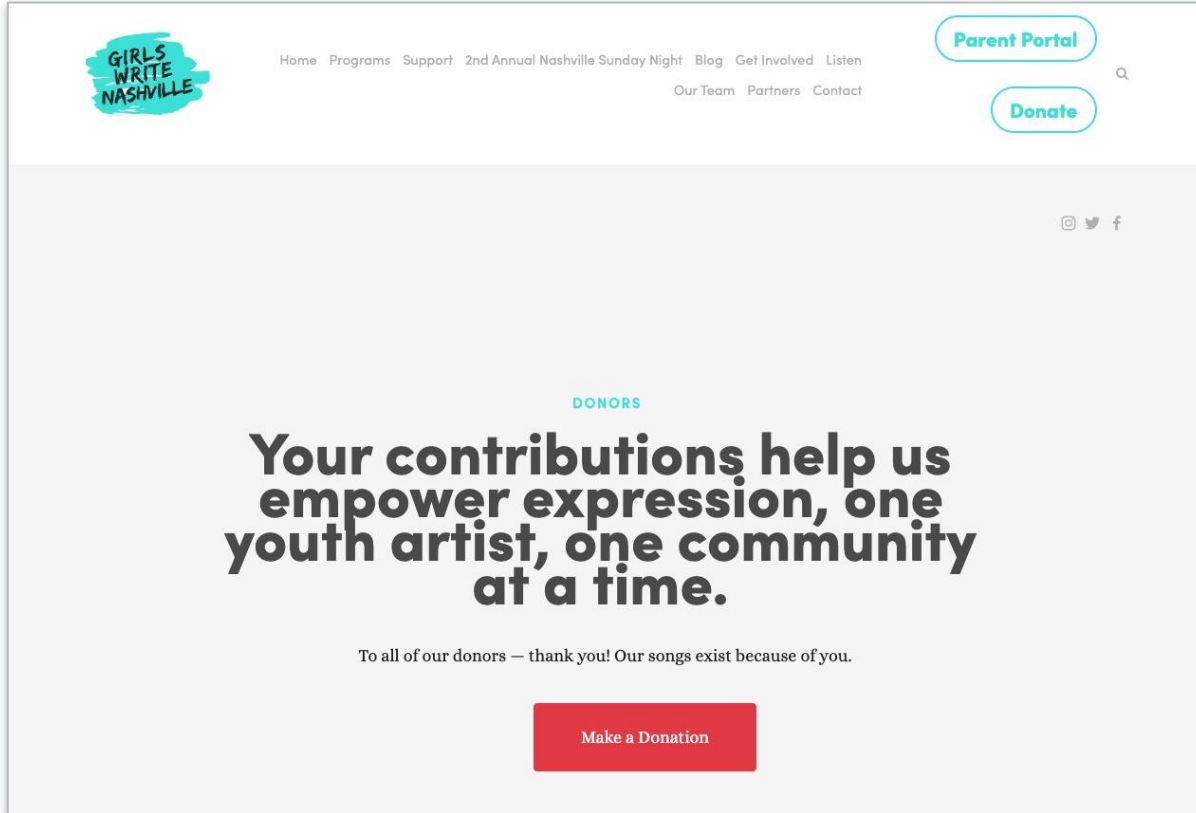 GIRLS
WRITE
NASHVILLE
Home Programs Support 2nd Annual Nashville Sunday Night Blog Get Involved Listen
Our Team Partners Contact
Parent Portal
Donate
DONORS
Your contributions help us
empower expression, one
youth artist, one community
at a time.
To all of our donors — thank you! Our songs exist because of you.
Make a Donation